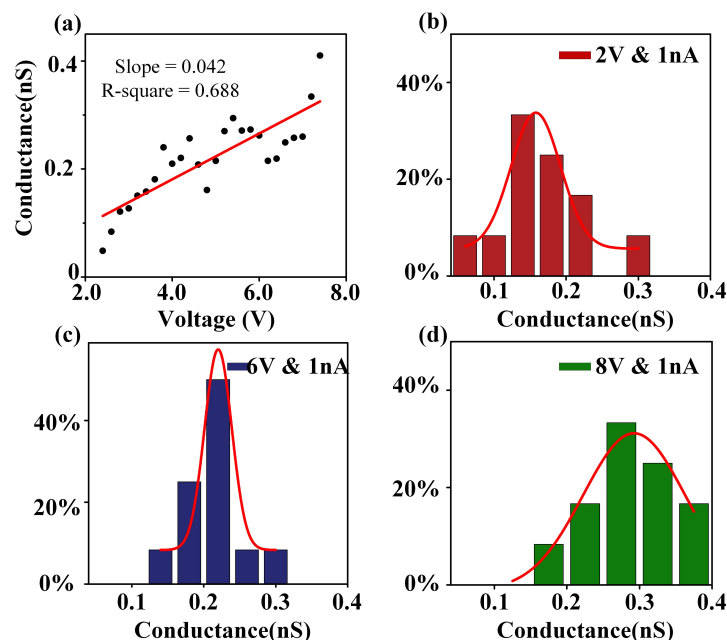 (a)
Conductance(nS)
0.4
0.2
0
Slope = 0.042
R-square = 0.688
2.0
4.0
6.0
8.0
Voltage (V)
(b)
2V & 1nA
40%
20%
0%
0.1
0.2
0.3
0.4
Conductance(nS)
(c)
6V & 1nA
40%
20%
0%
0.1
0.2
0.3
0.4
Conductance(nS)
(d)
8V & 1nA
40%
20%
0%
0.1
0.2
0.3
0.4
Conductance(nS)